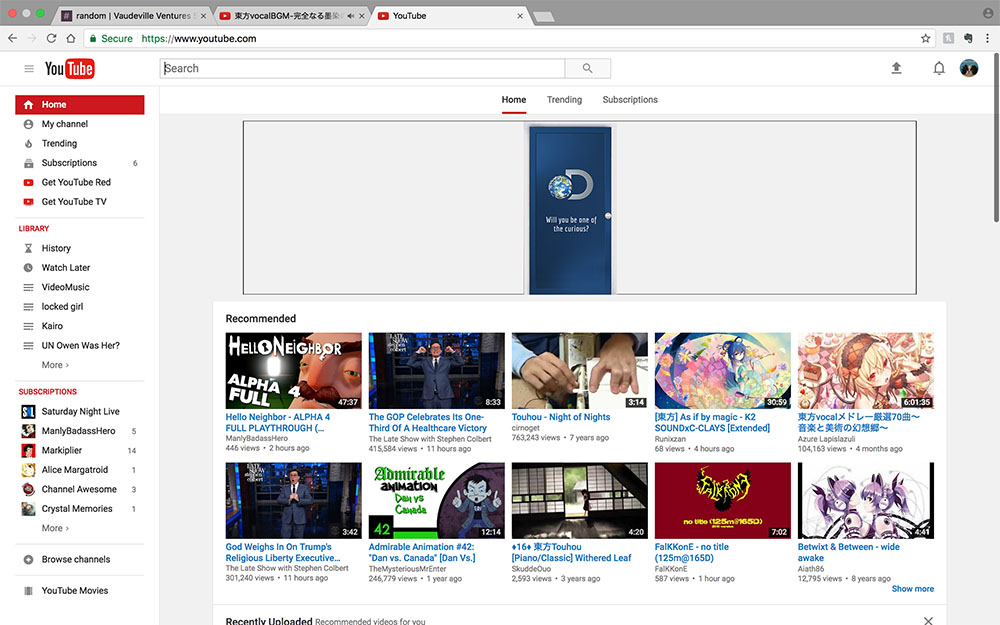 random | Vaudeville Ventures
東方vocalBGM-完全なる墨染
YouTube
Secure https://www.youtube.com
YouTube
Search
Home
My channel
Trending
Subscriptions 6
Get YouTube Red
Get YouTube TV
LIBRARY
History
Watch Later
VideoMusic
locked girl
Kairo
UN Owen Was Her?
More ›
SUBSCRIPTIONS
Saturday Night Live
ManlyBadassHero 5
Markiplier 14
Alice Margatroid 1
Channel Awesome 3
Crystal Memories 1
More ›
Browse channels
YouTube Movies
Home Trending Subscriptions
D
Will you be one of
the curious?
Recommended
HELLO NEIGHBOR
ALPHA 4
FULL
47:37
Hello Neighbor - ALPHA 4
FULL PLAYTHROUGH (…
ManlyBadassHero
446 views • 2 hours ago
LATE SHOW
8:33
The GOP Celebrates Its One-
Third Of A Healthcare Victory
The Late Show with Stephen Colbert
415,584 views • 11 hours ago
3:14
Touhou - Night of Nights
cirnoget
763,243 views • 7 years ago
30:59
[東方] As if by magic - K2
SOUNDxC-CLAYS [Extended]
Runixzan
68 views • 4 hours ago
6:01:35
東方vocalメドレー厳選70曲〜
音楽と美術の幻想郷〜
Azure Lapislazuli
104,163 views • 4 months ago
LATE SHOW
3:42
God Weighs In On Trump's
Religious Liberty Executive…
The Late Show with Stephen Colbert
301,240 views • 11 hours ago
Admirable
ANIMATION
Dan vs
Canada
42
12:14
Admirable Animation #42:
"Dan vs. Canada" [Dan Vs.]
TheMysteriousMrEnter
246,779 views • 1 year ago
4:20
♦16♦ 東方Touhou
[Piano/Classic] Withered Leaf
SkuddeOuo
2,593 views • 3 years ago
FalKKonE
no title (125m@165D)
7:02
FalKKonE - no title
(125m@165D)
FalKKonE
587 views • 1 hour ago
4:41
Betwixt & Between - wide
awake
Aiath86
12,795 views • 8 years ago
Show more
Recently Uploaded Recommended videos for you